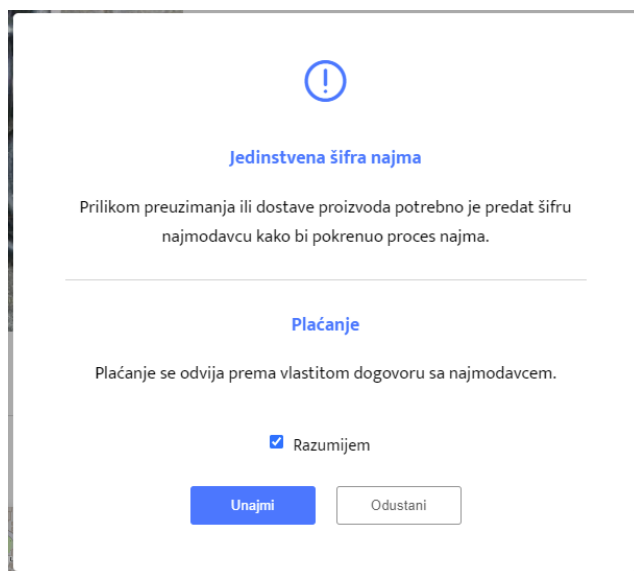 Jedinstvena šifra najma
Prilikom preuzimanja ili dostave proizvoda potrebno je predat šifru
najmodavcu kako bi pokrenuo proces najma.
Plaćanje
Plaćanje se odvija prema vlastitom dogovoru sa najmodavcem.
Razumijem
Unajmi Odustani